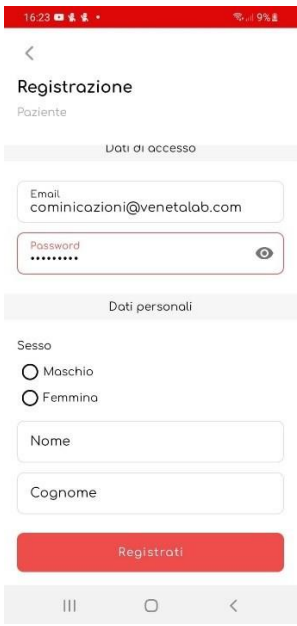 16:23 9%
Registrazione
Paziente
Dati di accesso
Email
cominicazioni@venetalab.com
Password
•••••••••
Dati personali
Sesso
Maschio
Femmina
Nome
Cognome
Registrati